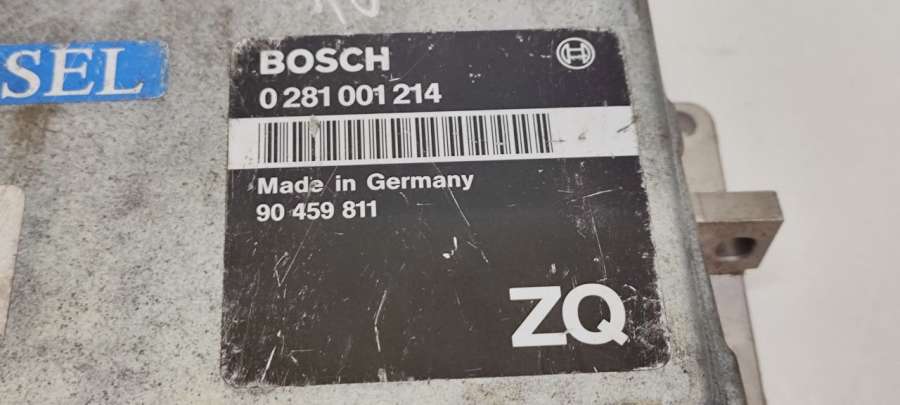 SEL
BOSCH
0 281 001 214
Made in Germany
90 459 811
ZQ